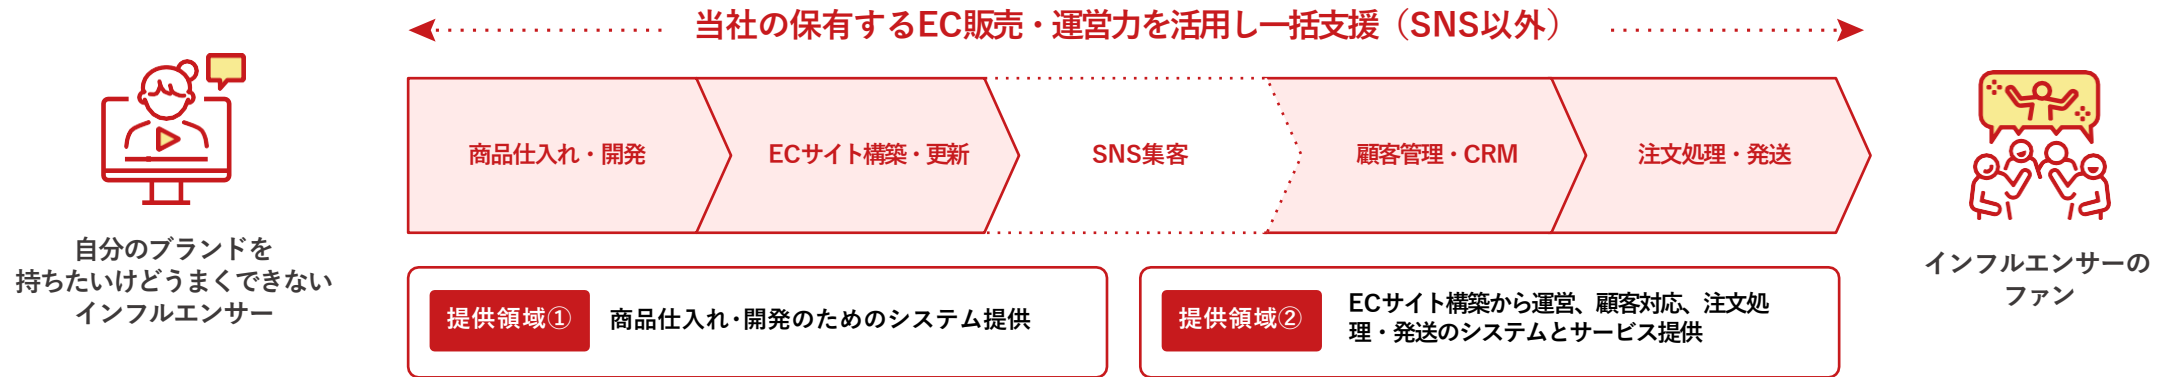 当社の保有するEC販売・運営力を活用し一括支援（SNS以外）
商品仕入れ・開発
ECサイト構築・更新
SNS集客
顧客管理・CRM
注文処理・発送
自分のブランドを
持ちたいけどうまくできない
インフルエンサー
インフルエンサーの
ファン
提供領域①
商品仕入れ・開発のためのシステム提供
提供領域②
ECサイト構築から運営、顧客対応、注文処
理・発送のシステムとサービス提供